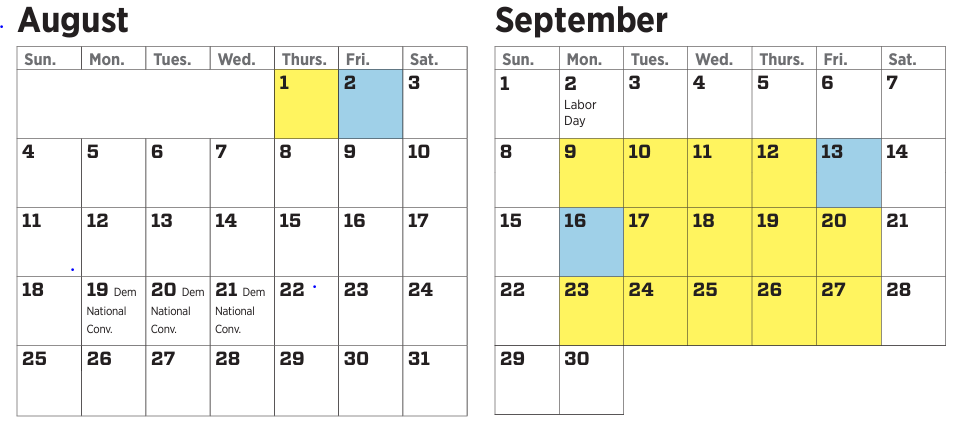 August
Sun. Mon. Tues. Wed. Thurs. Fri. Sat.
1 2 3
4 5 6 7 8 9 10
11 12 13 14 15 16 17
18 19 Dem 20 Dem 21 Dem 22 23 24
National National National
Conv. Conv. Conv.
25 26 27 28 29 30 31
September
Sun. Mon. Tues. Wed. Thurs. Fri. Sat.
1 2 3 4 5 6 7
Labor
Day
8 9 10 11 12 13 14
15 16 17 18 19 20 21
22 23 24 25 26 27 28
29 30